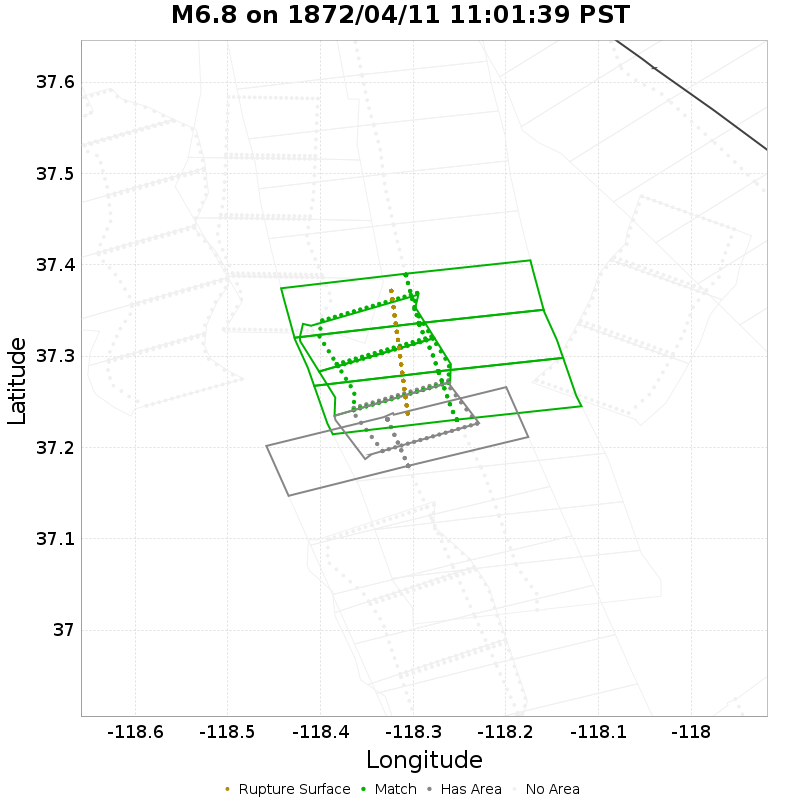 M6.8 on 1872/04/11 11:01:39 PST
37.6
37.5
37.4
37.3
37.2
37.1
37
Latitude
-118.6 -118.5 -118.4 -118.3 -118.2 -118.1 -118
Longitude
Rupture Surface Match Has Area No Area